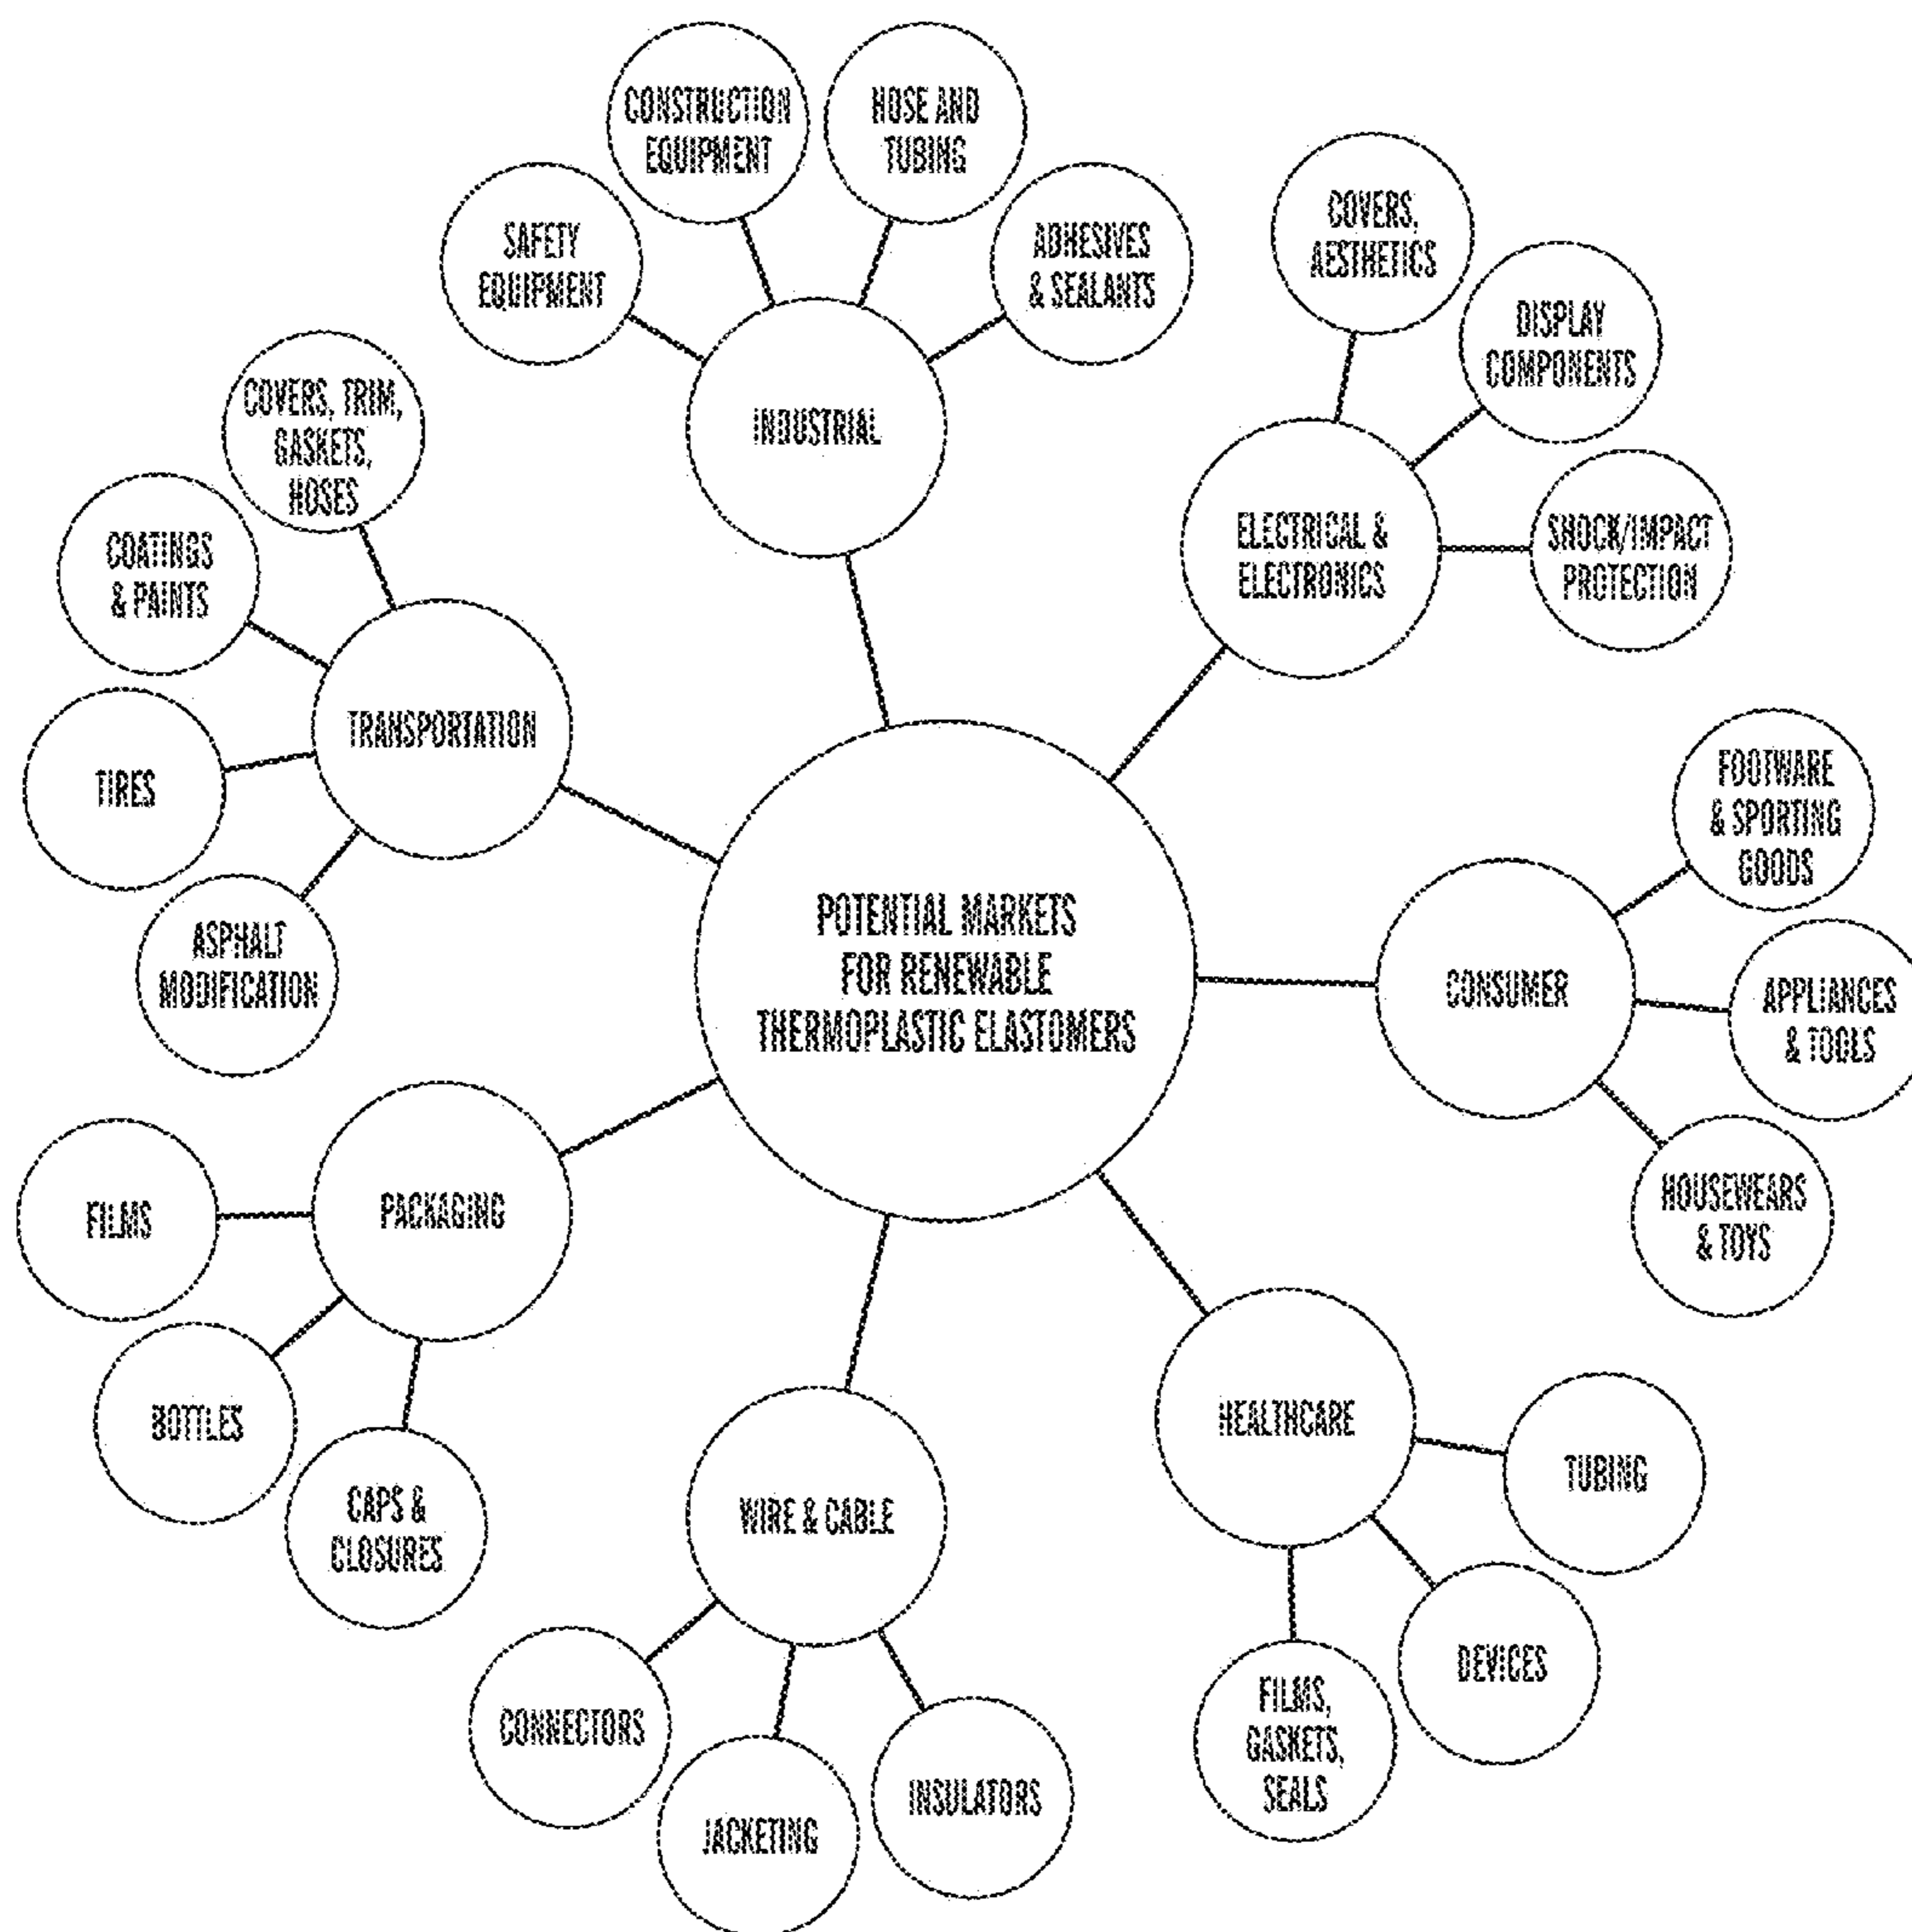 CONSTRUCTION
EQUIPMENT
HOSE AND
TUBING
SAFETY
EQUIPMENT
ADHESIVES
& SEALANTS
INDUSTRIAL
COVERS,
AESTHETICS
DISPLAY
COMPONENTS
SHOCK/IMPACT
PROTECTION
ELECTRICAL &
ELECTRONICS
COVERS, TRIM,
GASKETS,
HOSES
COATINGS
& PAINTS
TIRES
ASPHALT
MODIFICATION
TRANSPORTATION
POTENTIAL MARKETS
FOR RENEWABLE
THERMOPLASTIC ELASTOMERS
FOOTWARE
& SPORTING
GOODS
CONSUMER
APPLIANCES
& TOOLS
HOUSEWEARS
& TOYS
PACKAGING
FILMS
BOTTLES
CAPS &
CLOSURES
WIRE & CABLE
CONNECTORS
JACKETING
INSULATORS
HEALTHCARE
TUBING
DEVICES
FILMS,
GASKETS,
SEALS